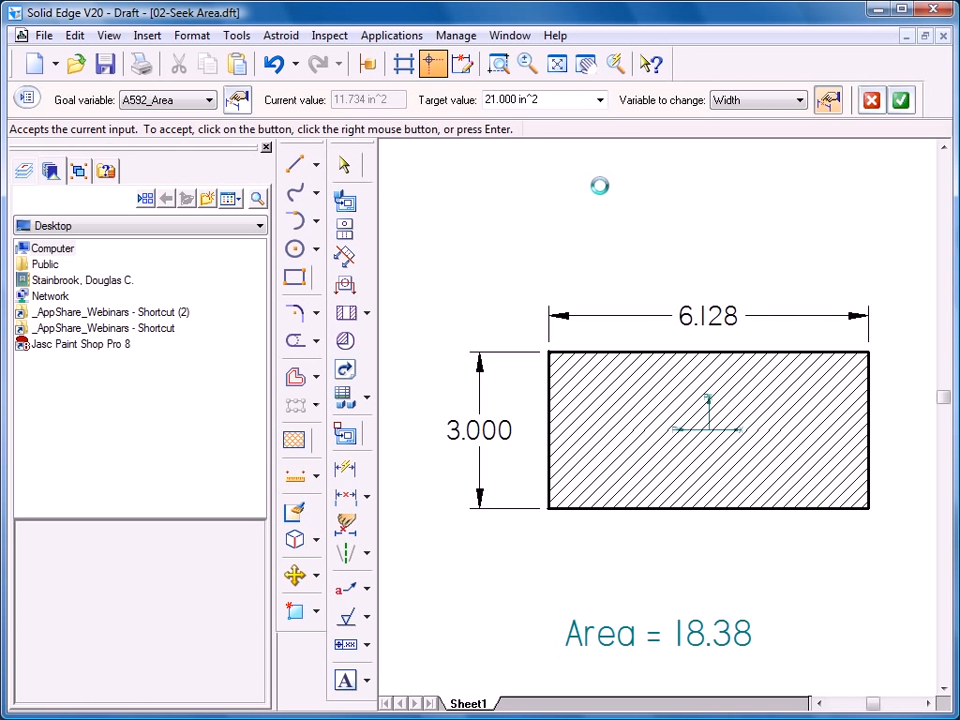 Solid Edge V20 - Draft - [02-Seek Area.dft]
File Edit View Insert Format Tools Astroid Inspect Applications Manage Window Help
Goal variable: A592_Area Current value: 11.734 in^2 Target value: 21.000 in^2 Variable to change: Width
Accepts the current input. To accept, click on the button, click the right mouse button, or press Enter.
Desktop
Computer
Public
Stainbrook, Douglas C.
Network
_AppShare_Webinars - Shortcut (2)
_AppShare_Webinars - Shortcut
Jasc Paint Shop Pro 8
6.128
3.000
Area = 18.38
Sheet1